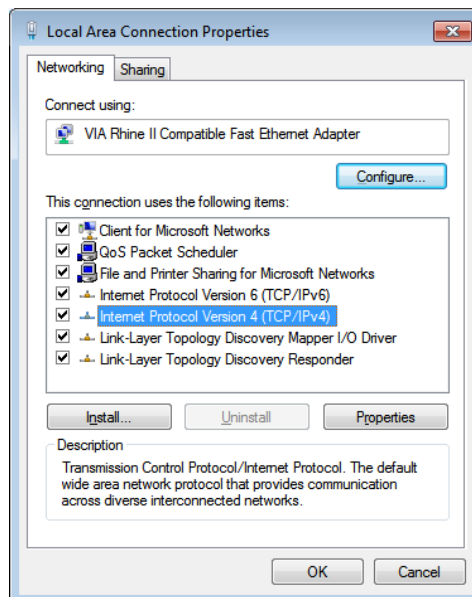 Local Area Connection Properties
Networking
Sharing
Connect using:
VIA Rhine II Compatible Fast Ethernet Adapter
Configure...
This connection uses the following items:
Client for Microsoft Networks
QoS Packet Scheduler
File and Printer Sharing for Microsoft Networks
Internet Protocol Version 6 (TCP/IPv6)
Internet Protocol Version 4 (TCP/IPv4)
Link-Layer Topology Discovery Mapper I/O Driver
Link-Layer Topology Discovery Responder
Install...
Uninstall
Properties
Description
Transmission Control Protocol/Internet Protocol. The default
wide area network protocol that provides communication
across diverse interconnected networks.
OK
Cancel